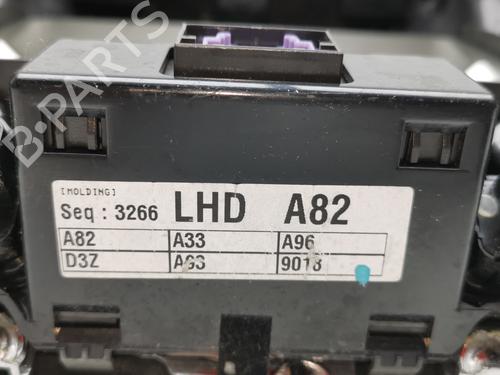 B-PARTS
[MOLDING]
Seq : 3266 LHD A82
A82 A33 A96
D3Z A63 9018